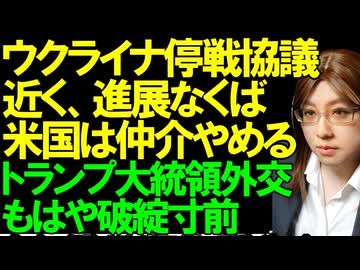 ウクライナ停戦協議
近く、進展なくば
米国は仲介やめる
トランプ大統領外交
もはや破綻寸前